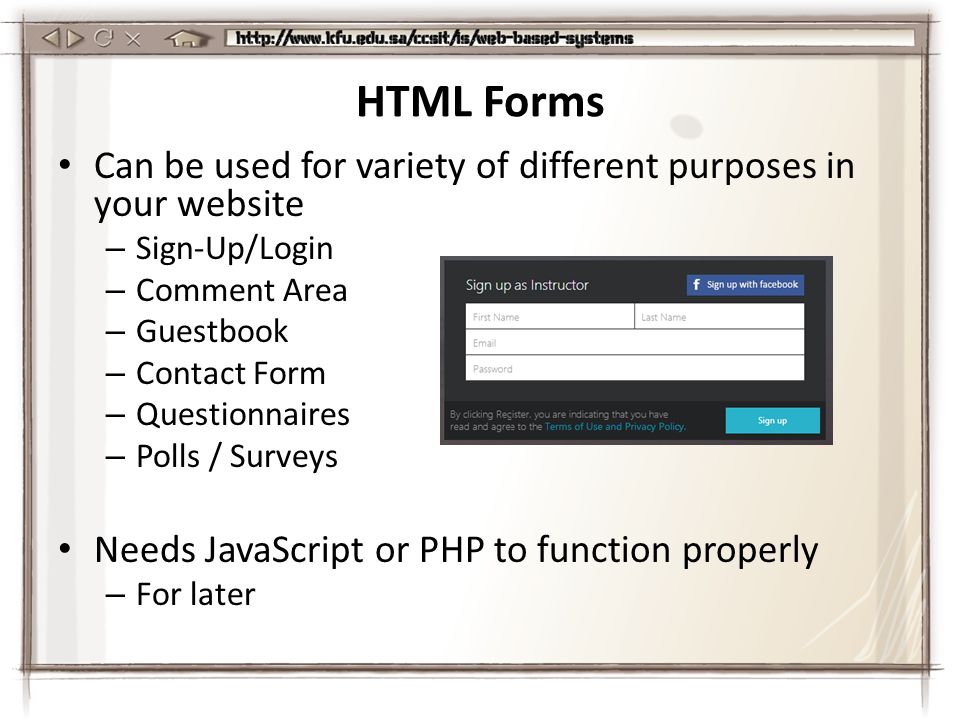 http://www.kfu.edu.sa/ccsit/is/web-based-systems
HTML Forms
• Can be used for variety of different purposes in
your website
– Sign-Up/Login
– Comment Area
– Guestbook
– Contact Form
– Questionnaires
– Polls / Surveys
Sign up as Instructor
f Sign up with facebook
First Name
Last Name
Email
Password
By clicking Register, you are indicating that you have
read and agree to the Terms of Use and Privacy Policy.
Sign up
• Needs JavaScript or PHP to function properly
– For later